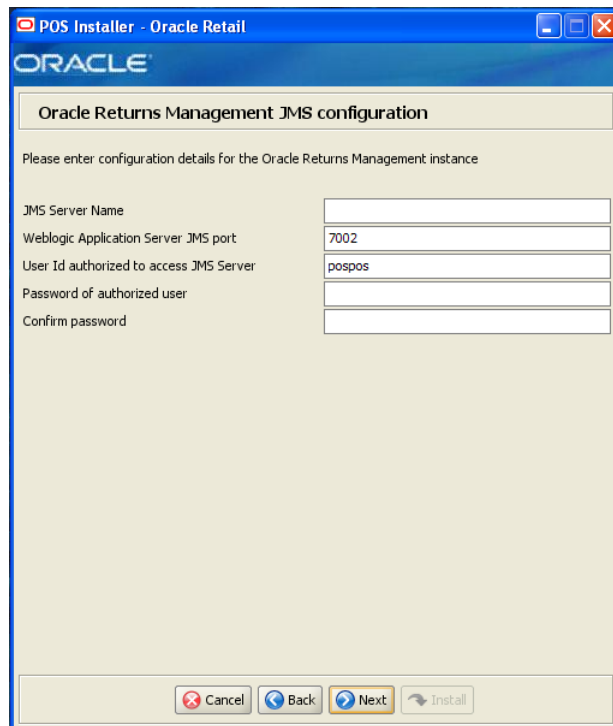 POS Installer - Oracle Retail
ORACLE
Oracle Returns Management JMS configuration
Please enter configuration details for the Oracle Returns Management instance
JMS Server Name
Weblogic Application Server JMS port 7002
User Id authorized to access JMS Server pospos
Password of authorized user
Confirm password
Cancel Back Next Install